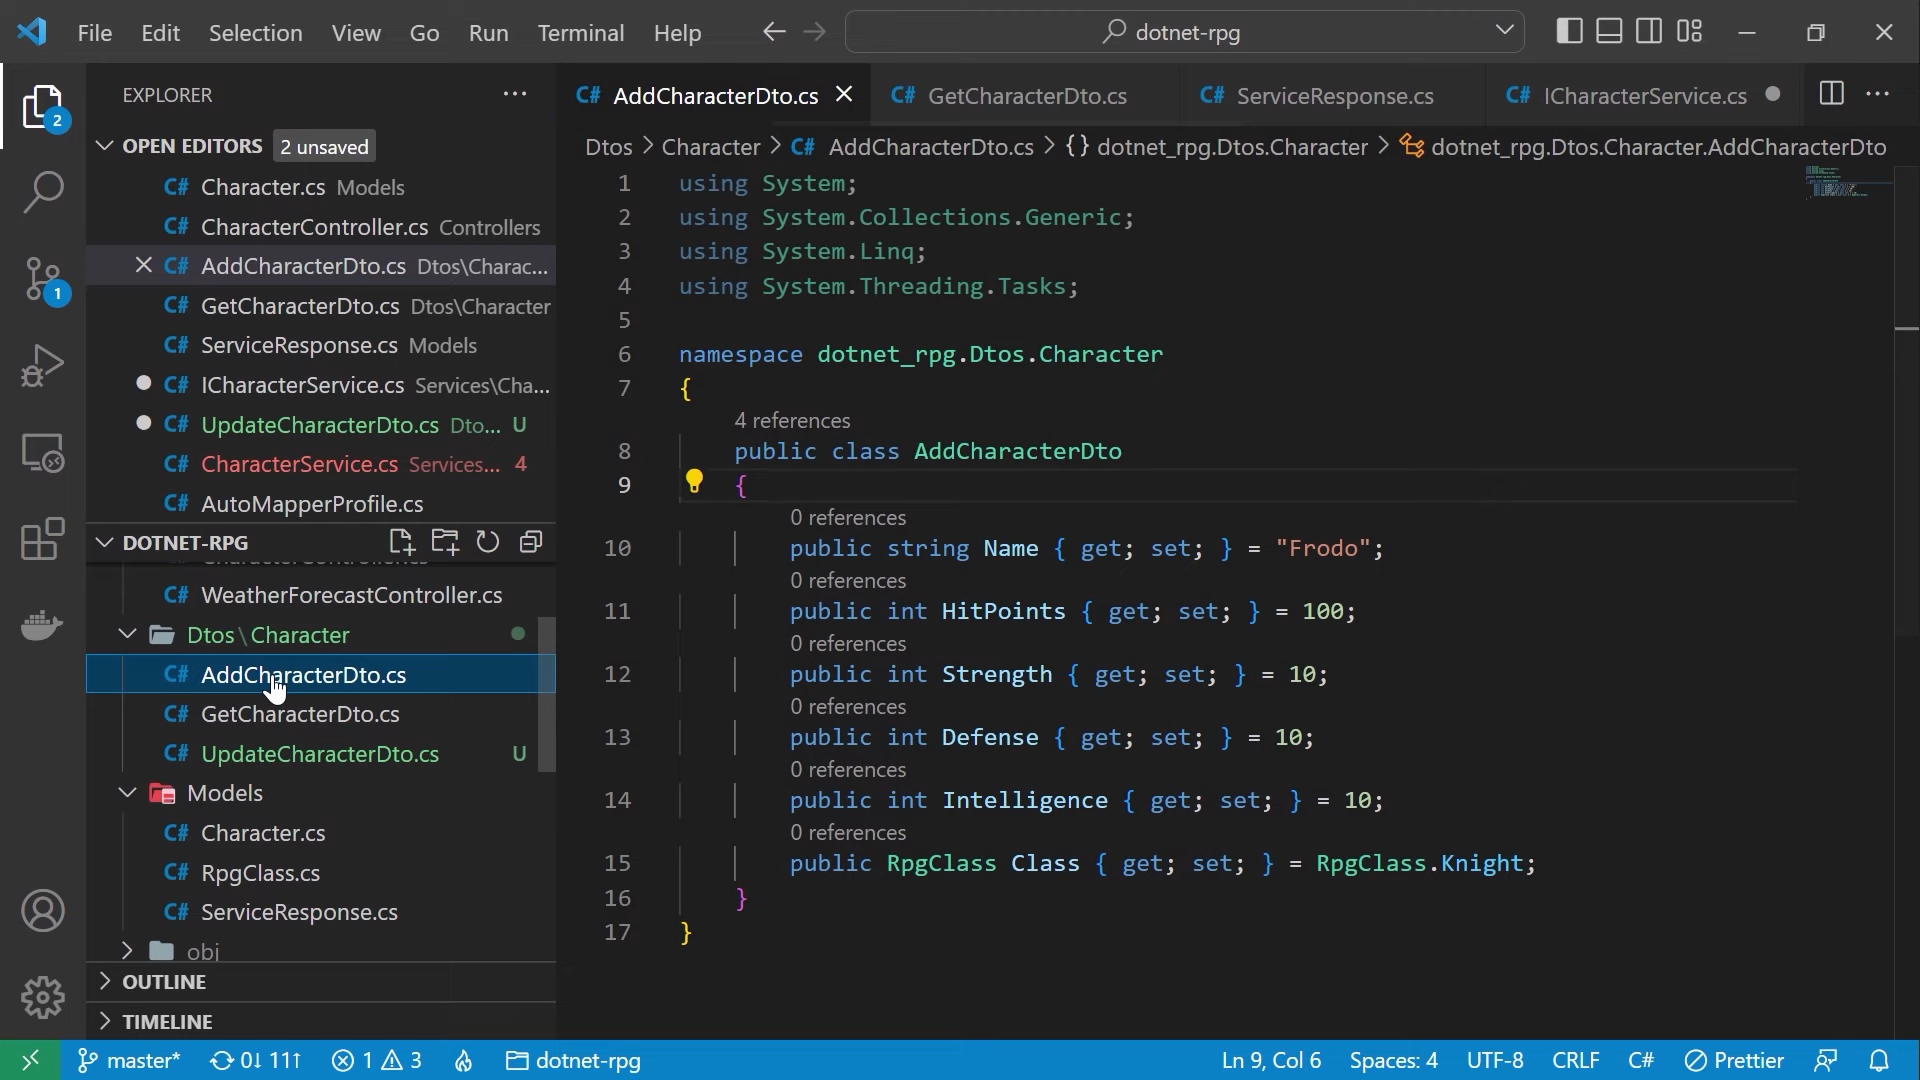 File Edit Selection View Go Run Terminal Help dotnet-rpg
EXPLORER
OPEN EDITORS 2 unsaved
C# Character.cs Models
C# CharacterController.cs Controllers
C# AddCharacterDto.cs Dtos\Charac...
C# GetCharacterDto.cs Dtos\Character
C# ServiceResponse.cs Models
C# ICharacterService.cs Services\Cha...
C# UpdateCharacterDto.cs Dto... U
C# CharacterService.cs Services... 4
AutoMapperProfile.cs
DOTNET-RPG
C# WeatherForecastController.cs
Dtos\Character
C# AddCharacterDto.cs
C# GetCharacterDto.cs
C# UpdateCharacterDto.cs U
Models
C# Character.cs
C# RpgClass.cs
C# ServiceResponse.cs
obj
OUTLINE
TIMELINE
2
1
C# AddCharacterDto.cs C# GetCharacterDto.cs C# ServiceResponse.cs C# ICharacterService.cs
Dtos > Character > C# AddCharacterDto.cs > {} dotnet_rpg.Dtos.Character > dotnet_rpg.Dtos.Character.AddCharacterDto
1 using System;
2 using System.Collections.Generic;
3 using System.Linq;
4 using System.Threading.Tasks;
5
6 namespace dotnet_rpg.Dtos.Character
7 {
4 references
8 public class AddCharacterDto
9 {
0 references
10 public string Name { get; set; } = "Frodo";
0 references
11 public int HitPoints { get; set; } = 100;
0 references
12 public int Strength { get; set; } = 10;
0 references
13 public int Defense { get; set; } = 10;
0 references
14 public int Intelligence { get; set; } = 10;
0 references
15 public RpgClass Class { get; set; } = RpgClass.Knight;
16 }
17 }
master* 0↓ 11↑ 1 3 dotnet-rpg Ln 9, Col 6 Spaces: 4 UTF-8 CRLF C# Prettier